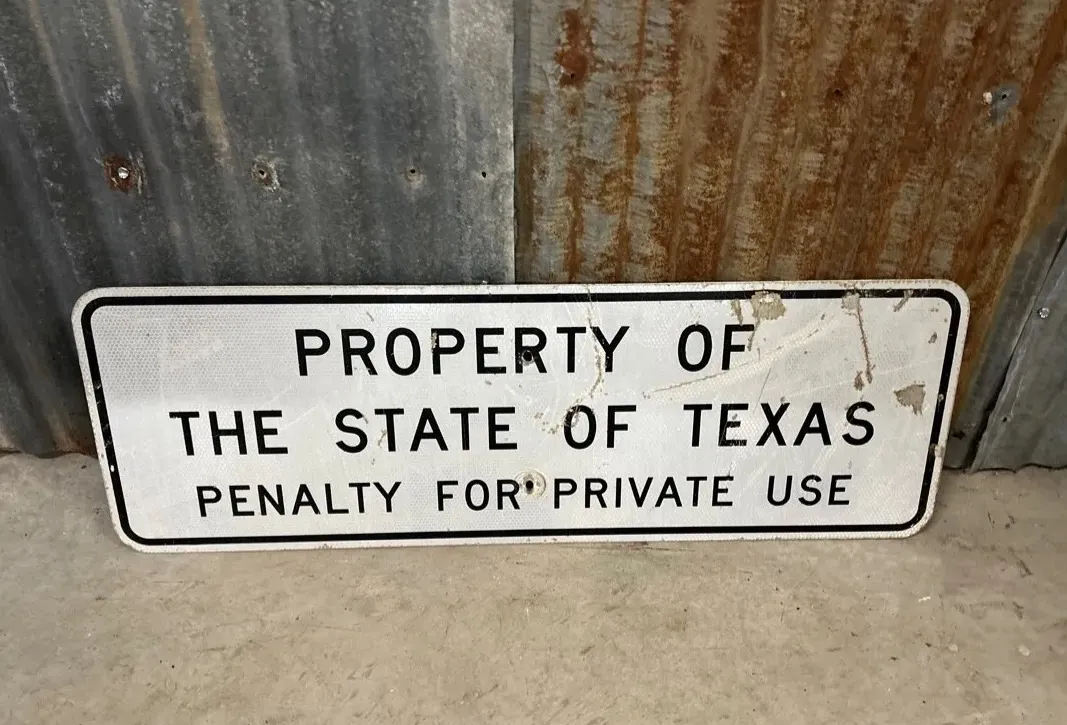 PROPERTY OF
THE STATE OF TEXAS
PENALTY FOR PRIVATE USE